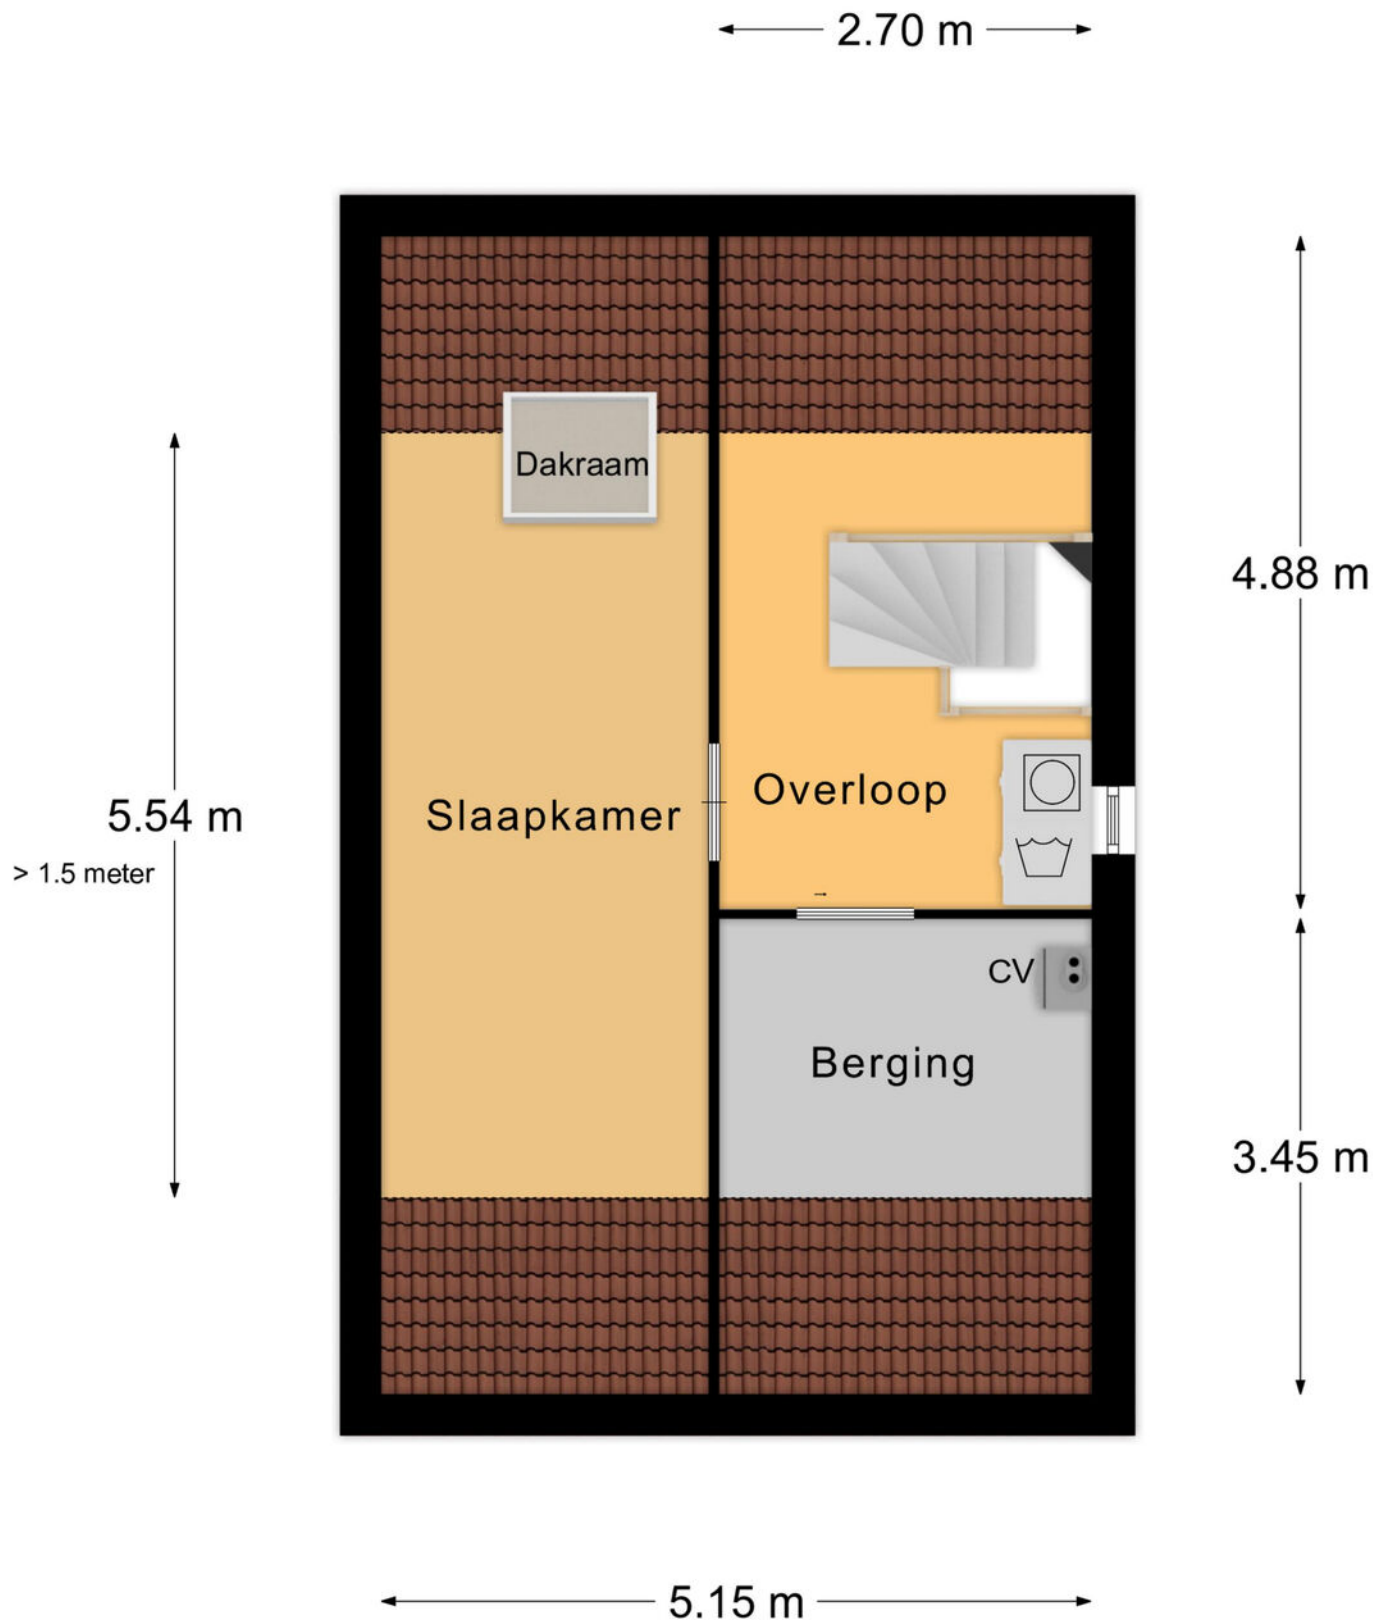 2.70 m
Dakraam
4.88 m
Overloop
Slaapkamer
5.54 m
> 1.5 meter
CV
Berging
3.45 m
5.15 m